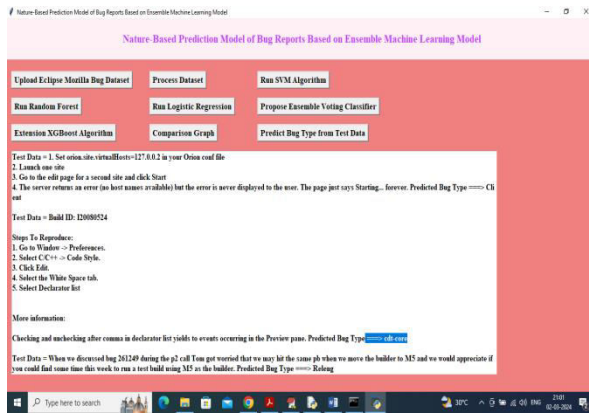 Nature-Based Prediction Model of Bug Reports Based on Ensemble Machine Learning Model
Nature-Based Prediction Model of Bug Reports Based on Ensemble Machine Learning Model
Upload Eclipse Mozilla Bug Dataset
Process Dataset
Run SVM Algorithm
Run Random Forest
Run Logistic Regression
Propose Ensemble Voting Classifier
Extension XGBoost Algorithm
Comparison Graph
Predict Bug Type from Test Data
Test Data = 1. Set orion.site.virtualHosts=127.0.0.2 in your Orion conf file
2. Launch one site
3. Go to the edit page for a second site and click Start
4. The server returns an error (no host names available) but the error is never displayed to the user. The page just says Starting... forever. Predicted Bug Type ===> Cli
ent
Test Data = Build ID: I20080524
Steps To Reproduce:
1. Go to Window -> Preferences.
2. Select C/C++ -> Code Style.
3. Click Edit.
4. Select the White Space tab.
5. Select Declarator list
More information:
Checking and unchecking after comma in declarator list yields to events occurring in the Preview pane. Predicted Bug Type ===> cdt-core
Test Data = When we discussed bug 261249 during the p2 call Tom got worried that we may hit the same pb when we move the builder to M5 and we would appreciate if
you could find some time this week to run a test build using M5 as the builder. Predicted Bug Type ===> Releng
Type here to search
30°C
ENG
21:01
02-03-2024